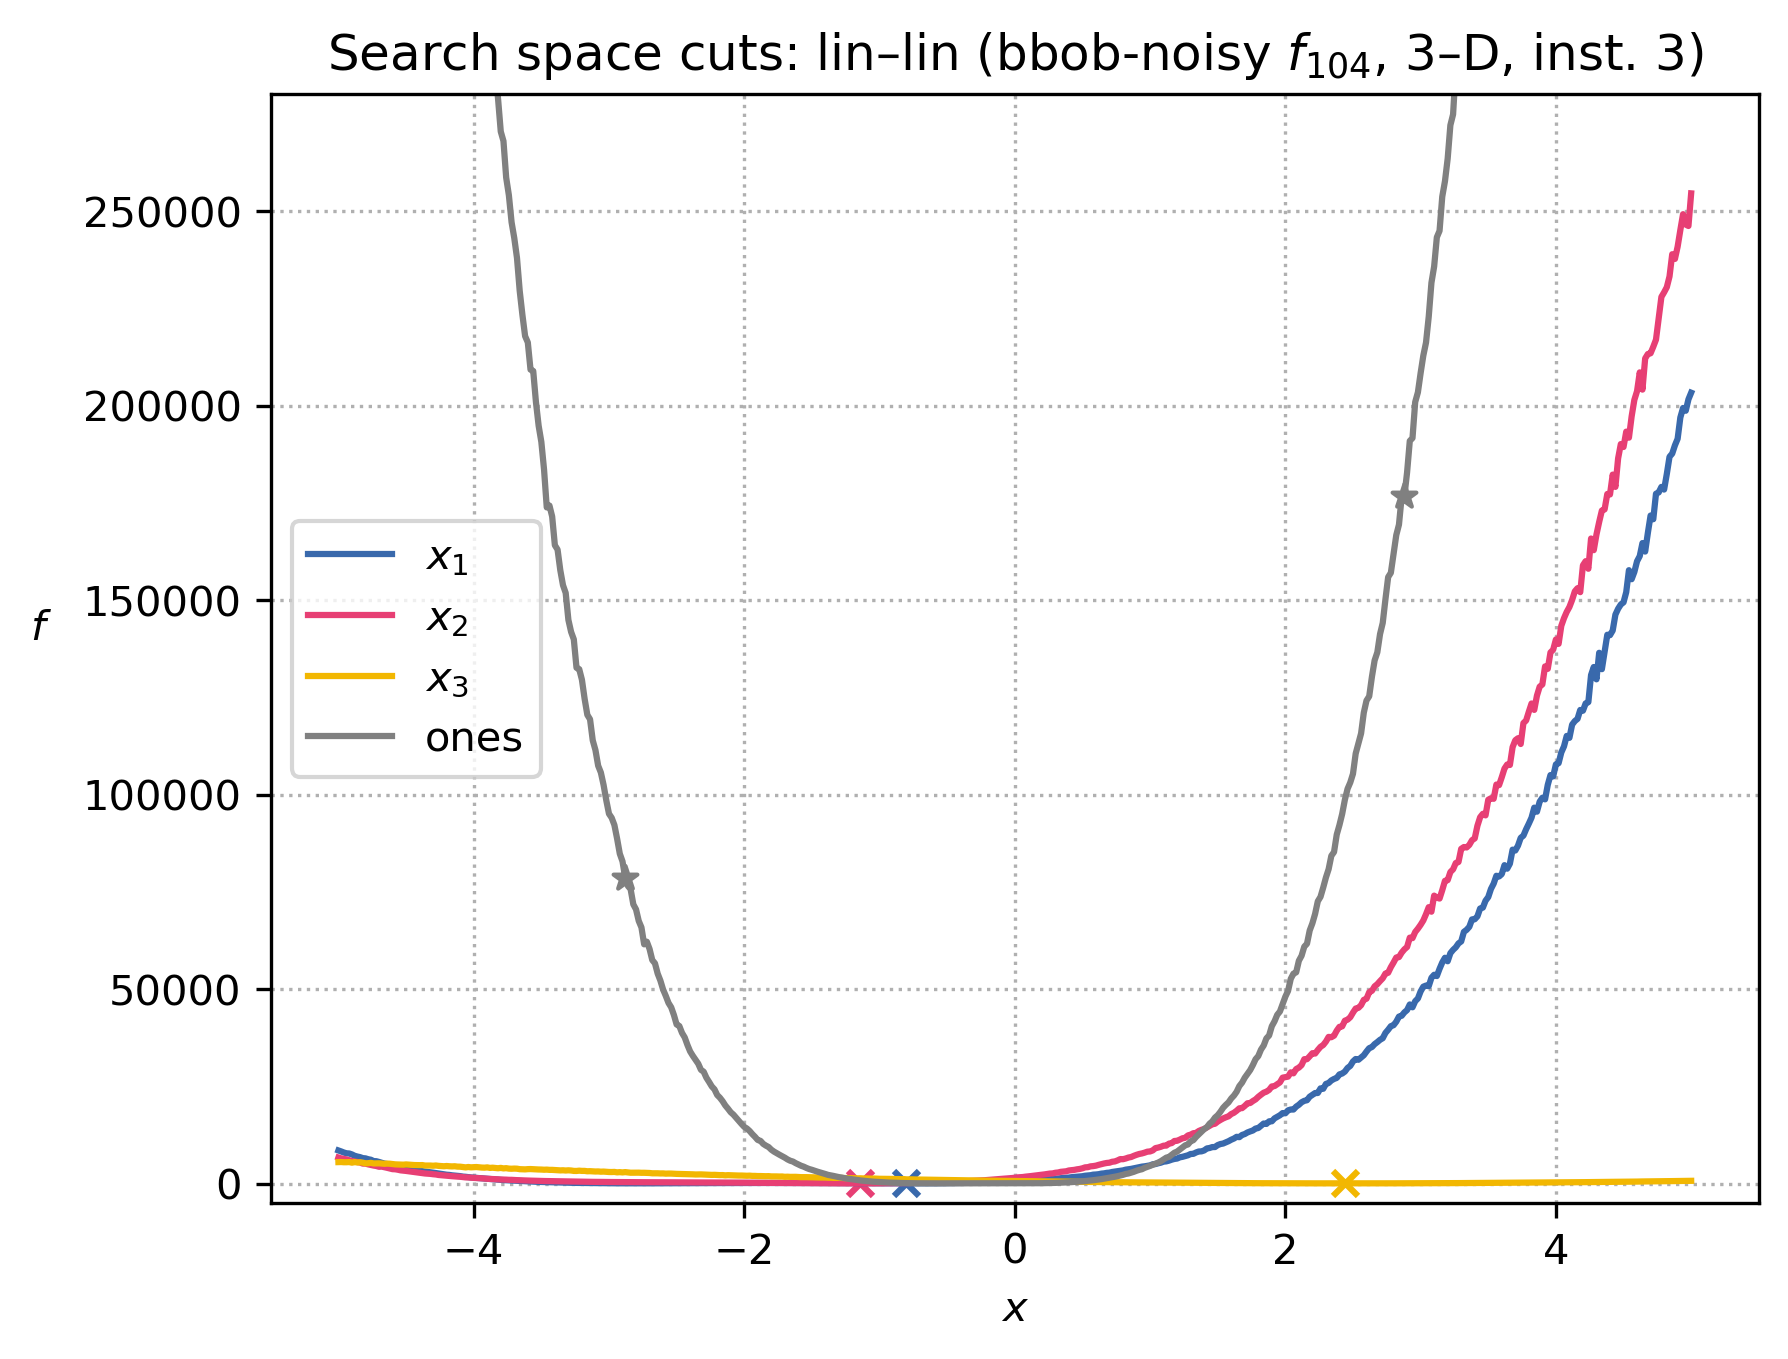 Search space cuts: lin–lin (bbob-noisy f₁₀₄, 3–D, inst. 3)
250000
200000
150000
100000
50000
0
f
x₁
x₂
x₃
ones
−4 −2 0 2 4
x